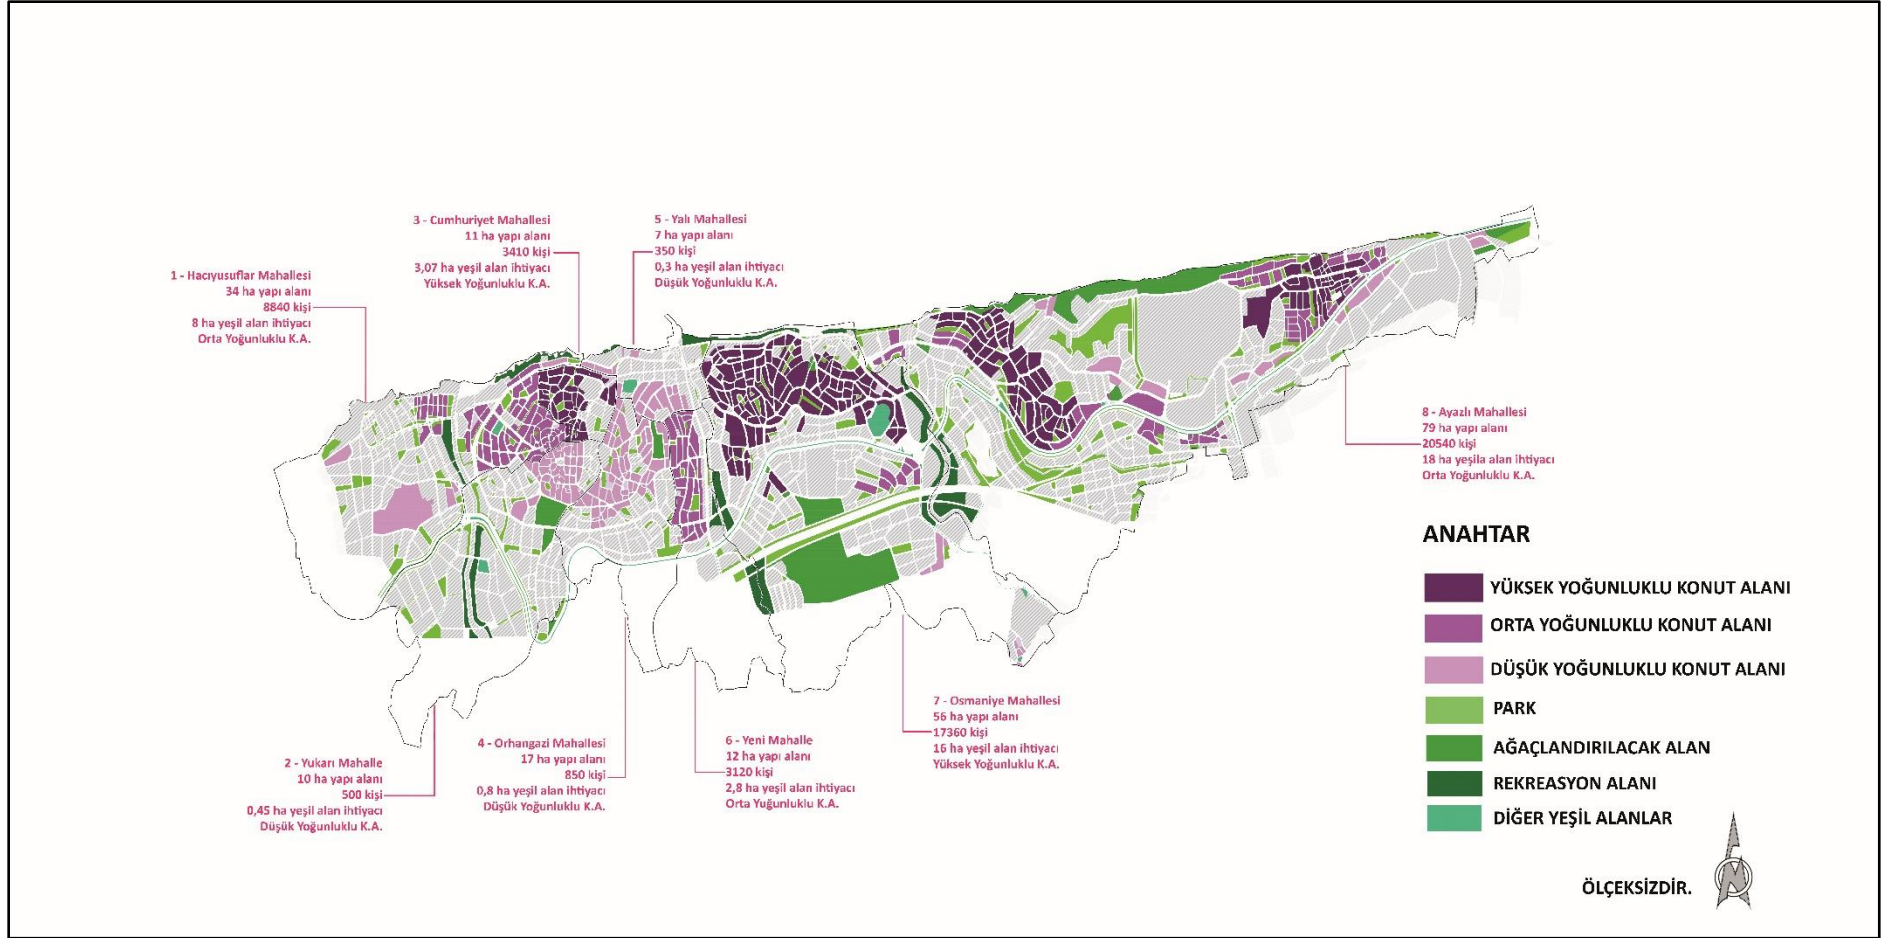 3 - Cumhuriyet Mahallesi
11 ha yapı alanı
3410 kişi
3,07 ha yeşil alan ihtiyacı
Yüksek Yoğunluklu K.A.
5 - Yalı Mahallesi
7 ha yapı alanı
350 kişi
0,3 ha yeşil alan ihtiyacı
Düşük Yoğunluklu K.A.
1 - Hacıyusuflar Mahallesi
34 ha yapı alanı
8840 kişi
8 ha yeşil alan ihtiyacı
Orta Yoğunluklu K.A.
8 - Ayazlı Mahallesi
79 ha yapı alanı
20540 kişi
18 ha yeşila alan ihtiyacı
Orta Yoğunluklu K.A.
2 - Yukarı Mahalle
10 ha yapı alanı
500 kişi
0,45 ha yeşil alan ihtiyacı
Düşük Yoğunluklu K.A.
4 - Orhangazi Mahallesi
17 ha yapı alanı
850 kişi
0,8 ha yeşil alan ihtiyacı
Düşük Yoğunluklu K.A.
6 - Yeni Mahalle
12 ha yapı alanı
3120 kişi
2,8 ha yeşil alan ihtiyacı
Orta Yuğunluklu K.A.
7 - Osmaniye Mahallesi
56 ha yapı alanı
17360 kişi
16 ha yeşil alan ihtiyacı
Yüksek Yoğunluklu K.A.
ANAHTAR
YÜKSEK YOĞUNLUKLU KONUT ALANI
ORTA YOĞUNLUKLU KONUT ALANI
DÜŞÜK YOĞUNLUKLU KONUT ALANI
PARK
AĞAÇLANDIRILACAK ALAN
REKREASYON ALANI
DİĞER YEŞİL ALANLAR
ÖLÇEKSİZDİR.